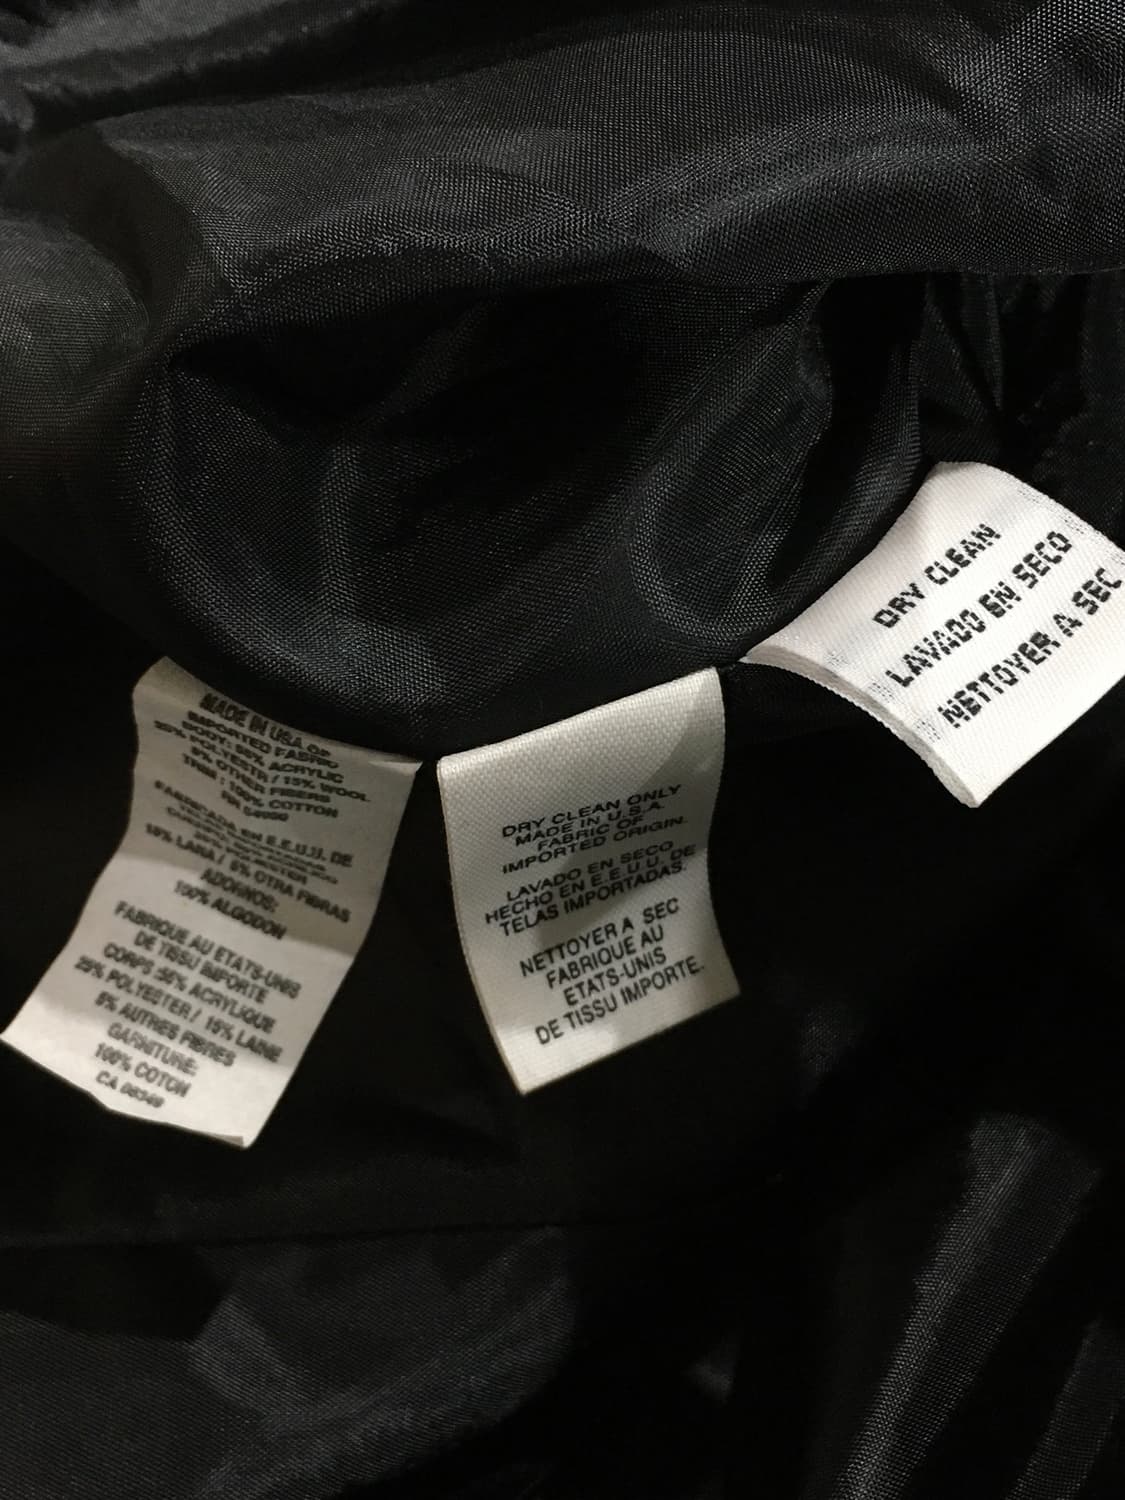 MADE IN USA OF
IMPORTED FABRIC
BODY: ACRYLIC
POLYESTR / 15% WOOL
5% OTHER FIBERS
TRIM : 100% COTTON
FABRICADA EN E.E.U.U. DE
15% LANA / 5% OTRA FIBRAS
ADORNOS:
100% ALGODON
FABRIQUE AU ETATS-UNIS
DE TISSU IMPORTE
CORPS: ACRYLIQUE
25% POLYESTER / 15% LAINE
5% AUTRES FIBRES
GARNITURE:
100% COTON
CA
DRY CLEAN ONLY
MADE IN U.S.A.
FABRIC OF
IMPORTED ORIGIN.
LAVADO EN SECO
HECHO EN E.E.U.U. DE
TELAS IMPORTADAS.
NETTOYER A SEC
FABRIQUE AU
ETATS-UNIS
DE TISSU IMPORTE.
DRY CLEAN
LAVADO EN SECO
NETTOYER A SEC